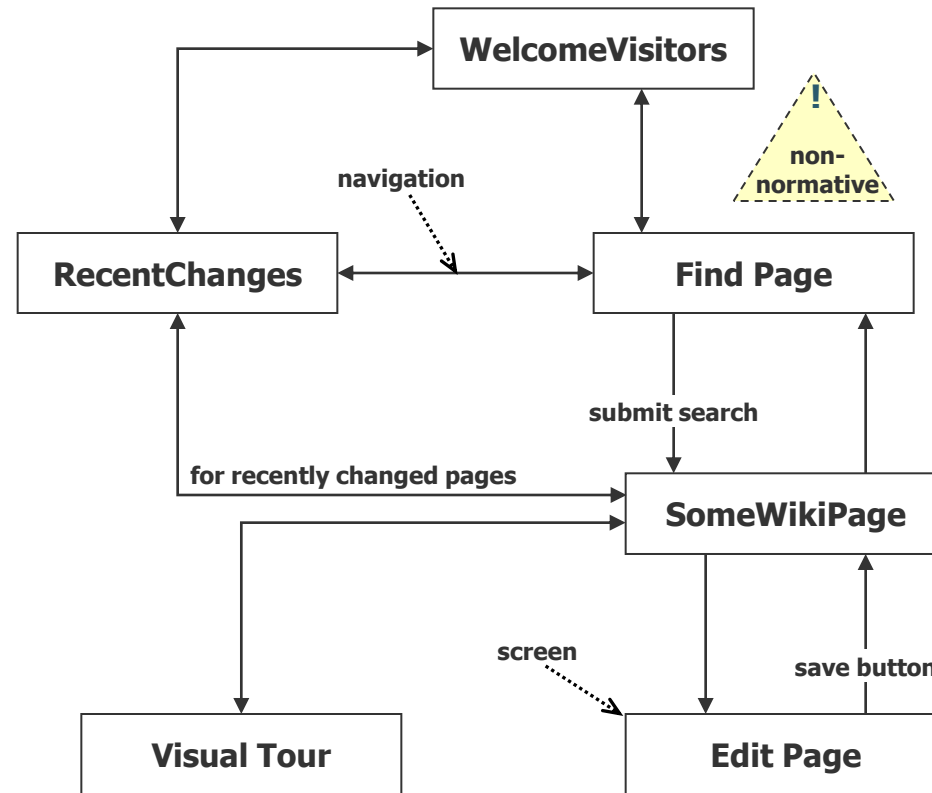 WelcomeVisitors
!
non-
normative
navigation
RecentChanges
Find Page
submit search
for recently changed pages
SomeWikiPage
screen
save button
Visual Tour
Edit Page